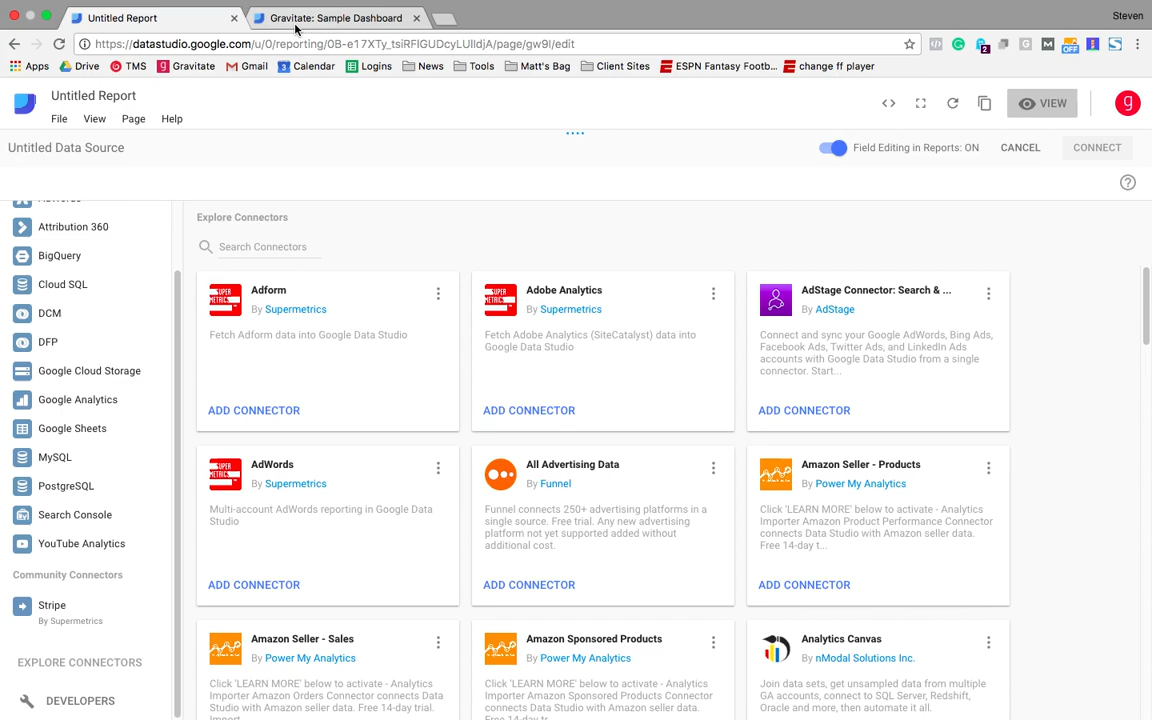 Untitled Report
Gravitate: Sample Dashboard
Steven
https://datastudio.google.com/u/0/reporting/0B-e17XTy_tsiRFlGUDcyLUlldjA/page/gw9I/edit
Apps
Drive
TMS
Gravitate
Gmail
Calendar
Logins
News
Tools
Matt's Bag
Client Sites
ESPN Fantasy Footb...
change ff player
Untitled Report
File View Page Help
VIEW
g
Untitled Data Source
Field Editing in Reports: ON
CANCEL
CONNECT
Attribution 360
BigQuery
Cloud SQL
DCM
DFP
Google Cloud Storage
Google Analytics
Google Sheets
MySQL
PostgreSQL
Search Console
YouTube Analytics
Community Connectors
Stripe
By Supermetrics
EXPLORE CONNECTORS
DEVELOPERS
Explore Connectors
Search Connectors
Adform
By Supermetrics
Fetch Adform data into Google Data Studio
ADD CONNECTOR
Adobe Analytics
By Supermetrics
Fetch Adobe Analytics (SiteCatalyst) data into
Google Data Studio
ADD CONNECTOR
AdStage Connector: Search & ...
By AdStage
Connect and sync your Google AdWords, Bing Ads,
Facebook Ads, Twitter Ads, and LinkedIn Ads
accounts with Google Data Studio from a single
connector. Start...
ADD CONNECTOR
AdWords
By Supermetrics
Multi-account AdWords reporting in Google Data
Studio
ADD CONNECTOR
All Advertising Data
By Funnel
Funnel connects 250+ advertising platforms in a
single source. Free trial. Any new advertising
platform not yet supported added without
additional cost.
ADD CONNECTOR
Amazon Seller - Products
By Power My Analytics
Click 'LEARN MORE' below to activate - Analytics
Importer Amazon Product Performance Connector
connects Data Studio with Amazon seller data.
Free 14-day t...
ADD CONNECTOR
Amazon Seller - Sales
By Power My Analytics
Click 'LEARN MORE' below to activate - Analytics
Importer Amazon Orders Connector connects Data
Studio with Amazon seller data. Free 14-day trial.
Amazon Sponsored Products
By Power My Analytics
Click 'LEARN MORE' below to activate - Analytics
Importer Amazon Sponsored Products Connector
connects Data Studio with Amazon seller data.
Analytics Canvas
By nModal Solutions Inc.
Join data sets, get unsampled data from multiple
GA accounts, connect to SQL Server, Redshift,
Oracle and more, then automate it all.